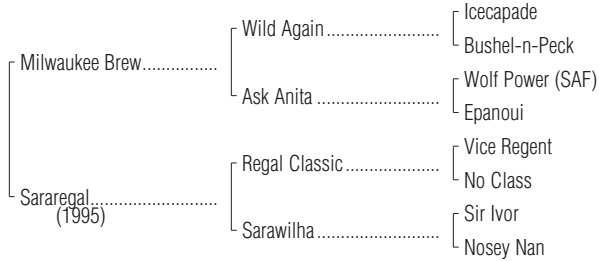 Icecapade
Wild Again
Bushel-n-Peck
Milwaukee Brew
Wolf Power (SAF)
Ask Anita
Epanoui
Vice Regent
Regal Classic
No Class
Sararegal
(1995)
Sir Ivor
Sarawilha
Nosey Nan